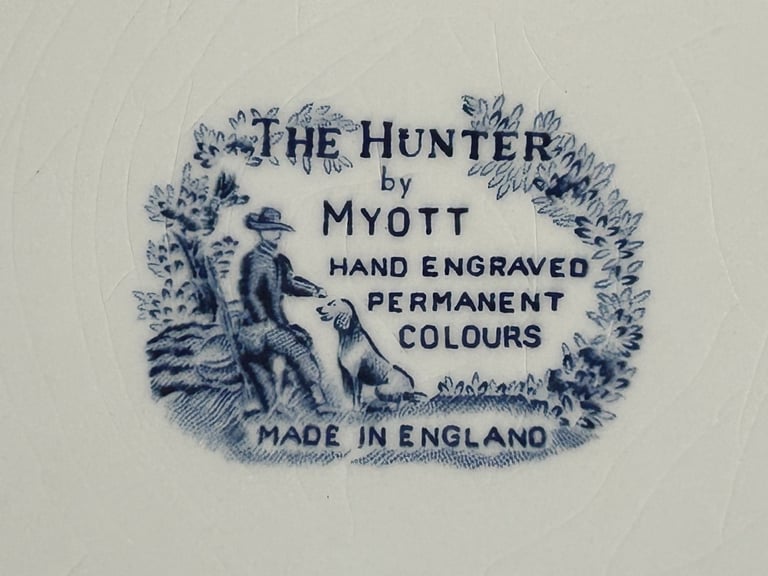 THE HUNTER
by
MYOTT
HAND ENGRAVED
PERMANENT
COLOURS
MADE IN ENGLAND